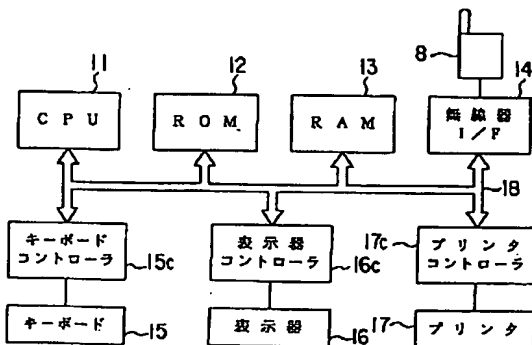 11
12
13
8
14
CPU
ROM
RAM
無線器
I/F
18
キーボード
コントローラ
15c
表示器
コントローラ
16c
17c
プリンタ
コントローラ
キーボード
15
表示器
16
17
プリンタ